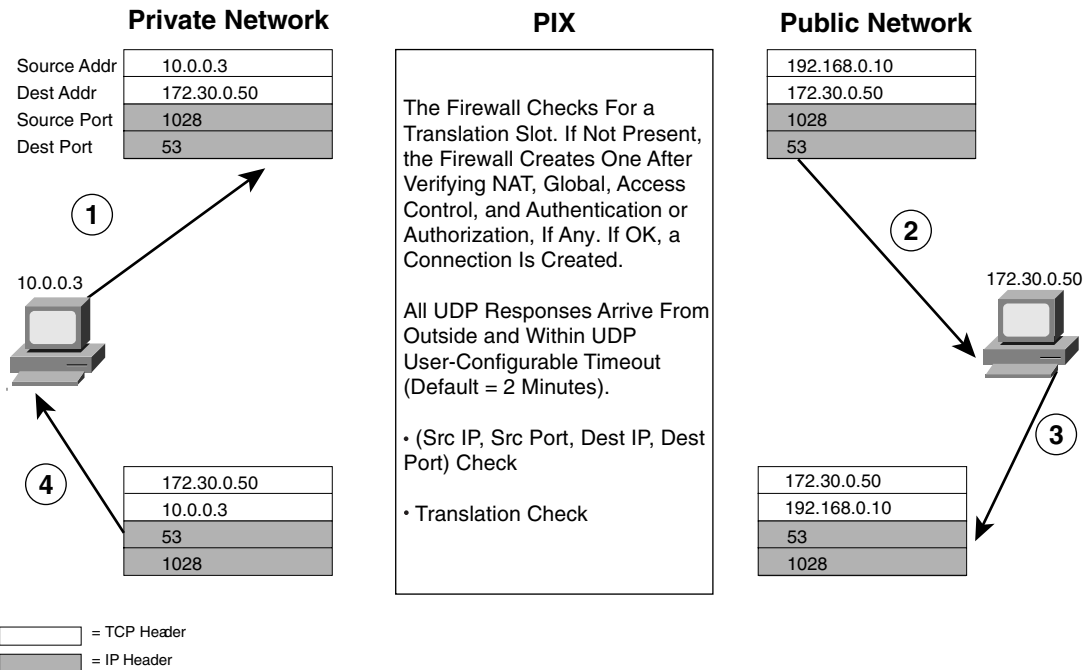 Private Network
PIX
Public Network
Source Addr 10.0.0.3
Dest Addr 172.30.0.50
Source Port 1028
Dest Port 53
192.168.0.10
172.30.0.50
1028
53
The Firewall Checks For a
Translation Slot. If Not Present,
the Firewall Creates One After
Verifying NAT, Global, Access
Control, and Authentication or
Authorization, If Any. If OK, a
Connection Is Created.
All UDP Responses Arrive From
Outside and Within UDP
User-Configurable Timeout
(Default = 2 Minutes).
• (Src IP, Src Port, Dest IP, Dest
Port) Check
• Translation Check
1
2
10.0.0.3
172.30.0.50
3
4
172.30.0.50
10.0.0.3
53
1028
172.30.0.50
192.168.0.10
53
1028
= TCP Header
= IP Header